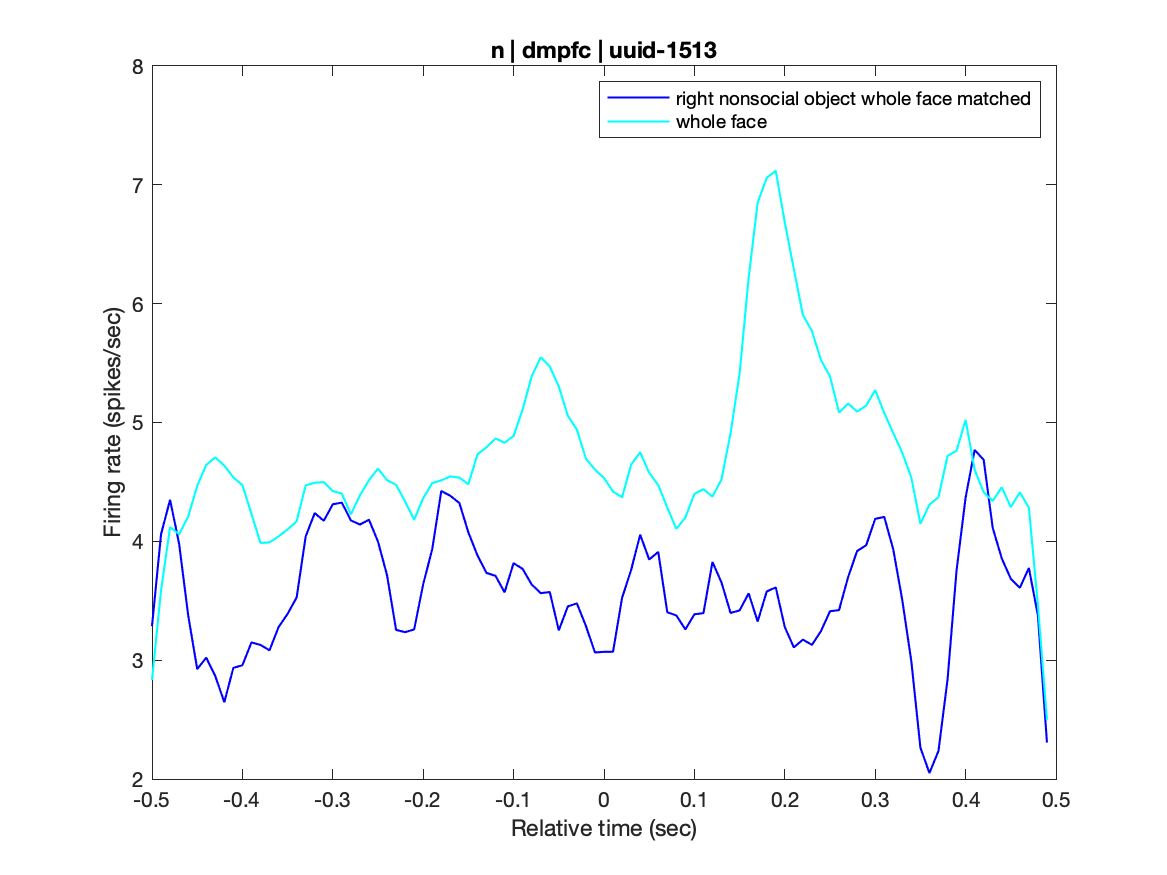 n | dmpfc | uuid-1513
right nonsocial object whole face matched
whole face
Firing rate (spikes/sec)
8
7
6
5
4
3
2
-0.5 -0.4 -0.3 -0.2 -0.1 0 0.1 0.2 0.3 0.4 0.5
Relative time (sec)